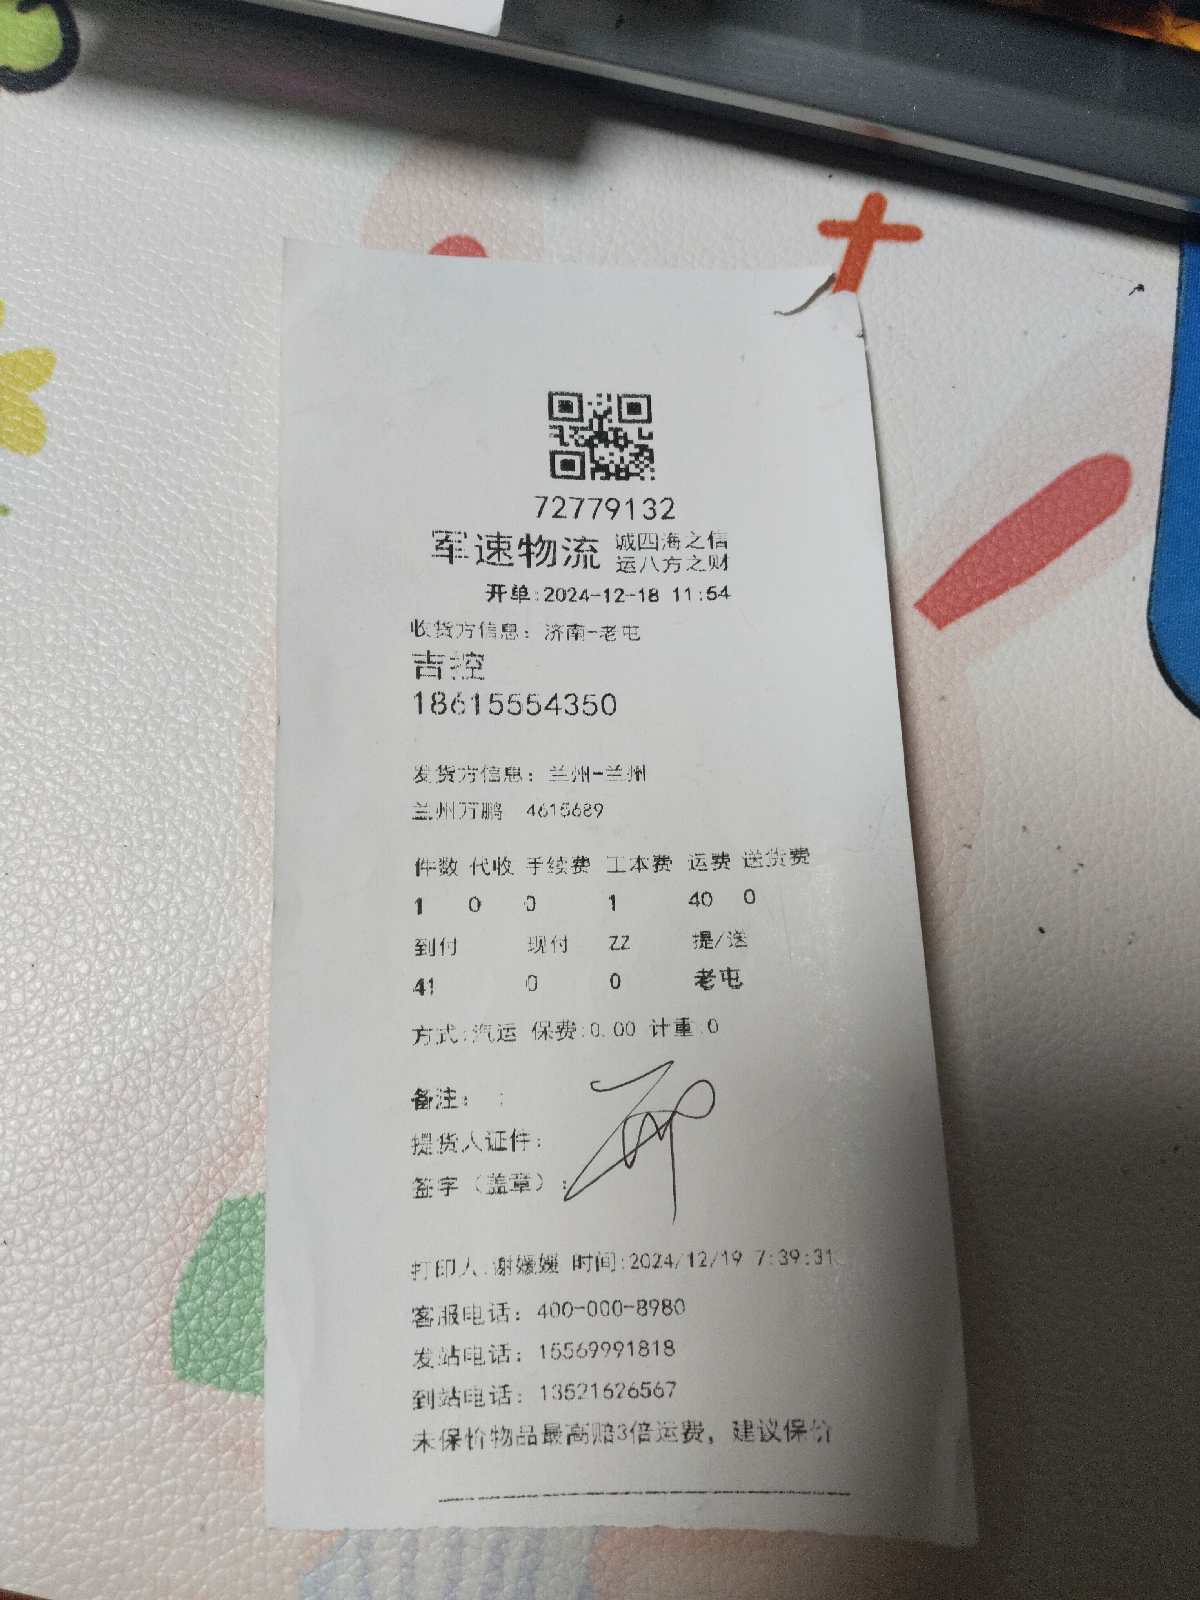 72779132
军速物流 诚四海之信
运八方之财
开单:2024-12-18 11:54
收货方信息: 济南-老屯
吉控
18615554350
发货方信息: 兰州-兰州
兰州万鹏 4615689
件数 代收 手续费 工本费 运费 送货费
1 0 0 1 40 0
到付 现付 ZZ 提/送
41 0 0 老屯
方式:汽运 保费:0.00 计重:0
备注: :
提货人证件:
签字（盖章）:
打印人:谢媛媛 时间:2024/12/19 7:39:31
客服电话: 400-000-8980
发站电话: 15569991818
到站电话: 13521626567
未保价物品最高赔3倍运费, 建议保价